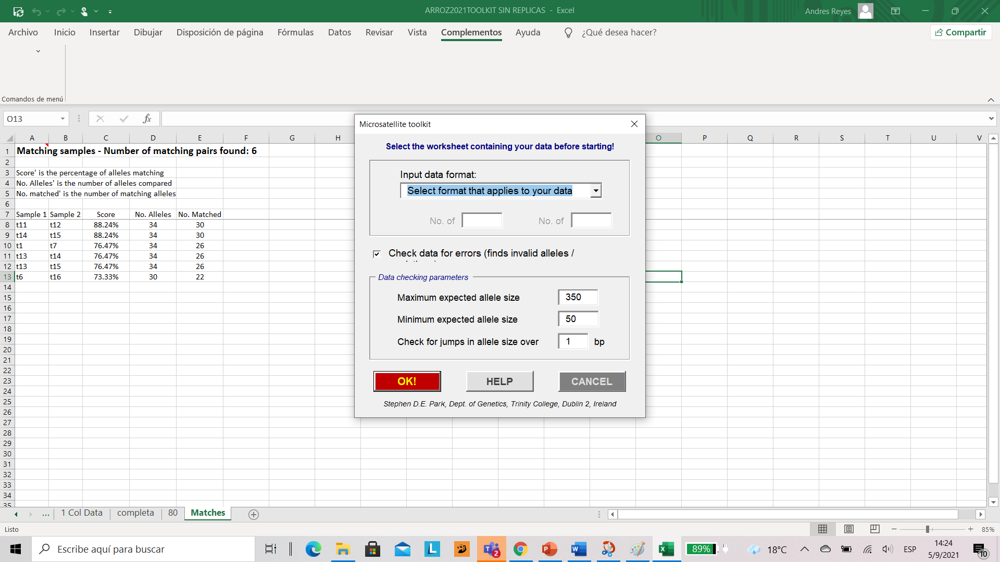 ARROZ2021TOOLKIT SIN REPLICAS - Excel
Andres Reyes
Archivo Inicio Insertar Dibujar Disposición de página Fórmulas Datos Revisar Vista Complementos Ayuda ¿Qué desea hacer? Compartir
Comandos de menú
O13 fx
A B C D E F G H O P Q R S T U V
1 Matching samples - Number of matching pairs found: 6
2
3 Score' is the percentage of alleles matching
4 No. Alleles' is the number of alleles compared
5 No. matched' is the number of matching alleles
6
7 Sample 1 Sample 2 Score No. Alleles No. Matched
8 t11 t12 88.24% 34 30
9 t14 t15 88.24% 34 30
10 t1 t7 76.47% 34 26
11 t13 t14 76.47% 34 26
12 t13 t15 76.47% 34 26
13 t6 t16 73.33% 30 22
14
15
16
17
18
19
20
21
22
23
24
25
26
27
28
29
30
31
32
33
34
35
Microsatellite toolkit
Select the worksheet containing your data before starting!
Input data format:
Select format that applies to your data
No. of No. of
Check data for errors (finds invalid alleles /
Data checking parameters
Maximum expected allele size 350
Minimum expected allele size 50
Check for jumps in allele size over 1 bp
OK! HELP CANCEL
Stephen D.E. Park, Dept. of Genetics, Trinity College, Dublin 2, Ireland
... 1 Col Data completa 80 Matches
Listo
85%
Escribe aquí para buscar
L
2
P
W
X
89%
18°C
ESP
14:24
5/9/2021
10